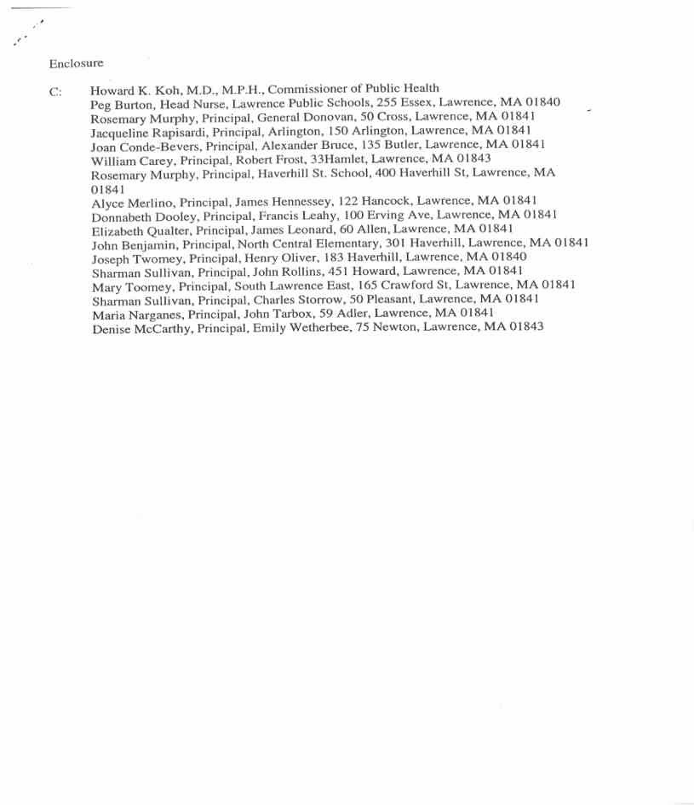 Enclosure
C: Howard K. Koh, M.D., M.P.H., Commissioner of Public Health
Peg Burton, Head Nurse, Lawrence Public Schools, 255 Essex, Lawrence, MA 01840
Rosemary Murphy, Principal, General Donovan, 50 Cross, Lawrence, MA 01841
Jacqueline Rapisardi, Principal, Arlington, 150 Arlington, Lawrence, MA 01841
Joan Conde-Bevers, Principal, Alexander Bruce, 135 Butler, Lawrence, MA 01841
William Carey, Principal, Robert Frost, 33Hamlet, Lawrence, MA 01843
Rosemary Murphy, Principal, Haverhill St. School, 400 Haverhill St, Lawrence, MA
01841
Alyce Merlino, Principal, James Hennessey, 122 Hancock, Lawrence, MA 01841
Donnabeth Dooley, Principal, Francis Leahy, 100 Erving Ave, Lawrence, MA 01841
Elizabeth Qualter, Principal, James Leonard, 60 Allen, Lawrence, MA 01841
John Benjamin, Principal, North Central Elementary, 301 Haverhill, Lawrence, MA 01841
Joseph Twomey, Principal, Henry Oliver, 183 Haverhill, Lawrence, MA 01840
Sharman Sullivan, Principal, John Rollins, 451 Howard, Lawrence, MA 01841
Mary Toomey, Principal, South Lawrence East, 165 Crawford St, Lawrence, MA 01841
Sharman Sullivan, Principal, Charles Storrow, 50 Pleasant, Lawrence, MA 01841
Maria Narganes, Principal, John Tarbox, 59 Adler, Lawrence, MA 01841
Denise McCarthy, Principal, Emily Wetherbee, 75 Newton, Lawrence, MA 01843